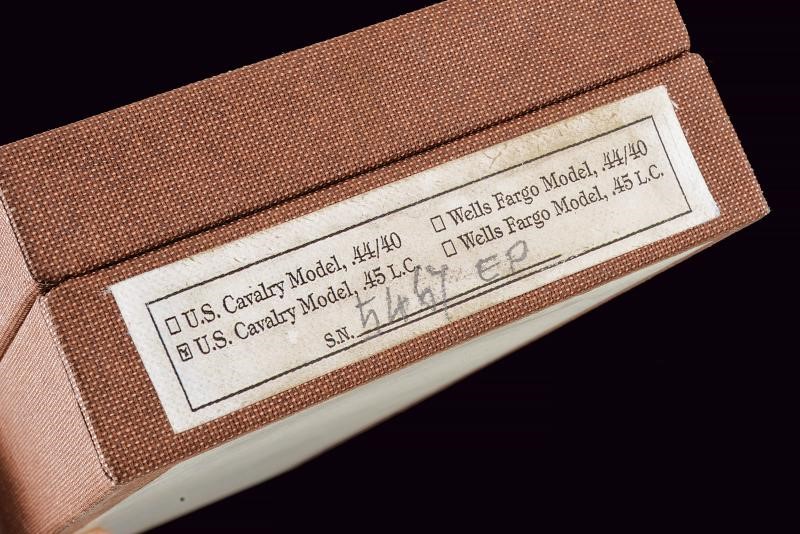 ☐ U.S. Cavalry Model, .44/40
☑ U.S. Cavalry Model, .45 L.C.
☐ Wells Fargo Model, .44/40
☐ Wells Fargo Model, .45 L.C.
S.N. 5467 EP